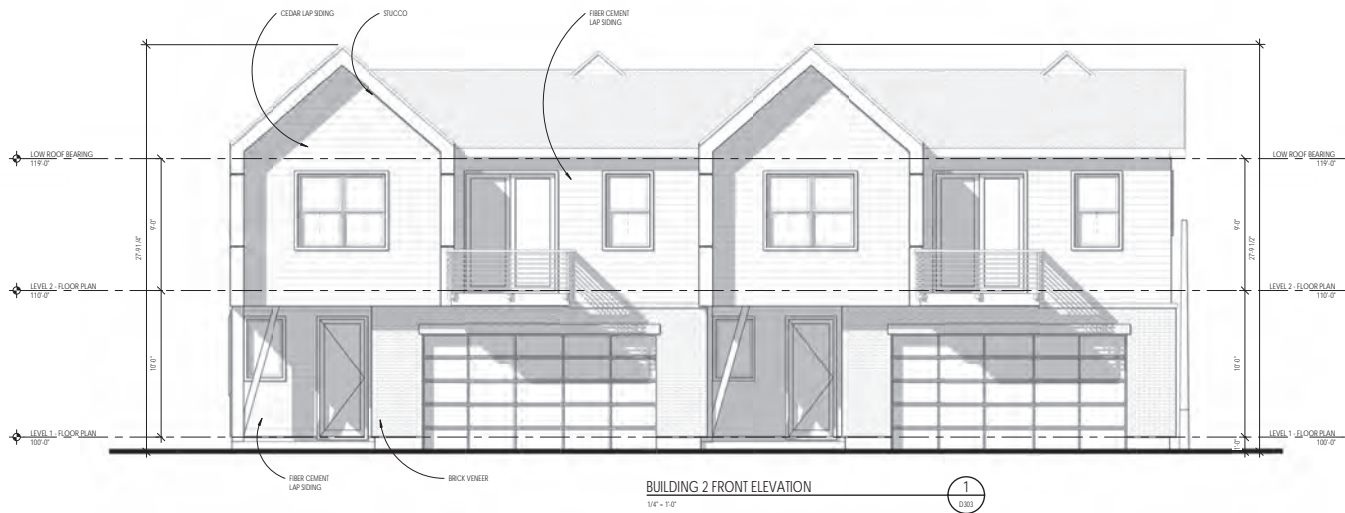 CEDAR LAP SIDING
STUCCO
FIBER CEMENT
LAP SIDING
LOW ROOF BEARING
119'-0"
LOW ROOF BEARING
119'-0"
27'-9 1/4"
9'-0"
9'-0"
27'-9 1/2"
LEVEL 2 - FLOOR PLAN
110'-0"
LEVEL 2 - FLOOR PLAN
110'-0"
10'-0"
10'-0"
LEVEL 1 - FLOOR PLAN
100'-0"
LEVEL 1 - FLOOR PLAN
100'-0"
1'-0"
FIBER CEMENT
LAP SIDING
BRICK VENEER
BUILDING 2 FRONT ELEVATION
1/4" = 1'-0"
1
D303